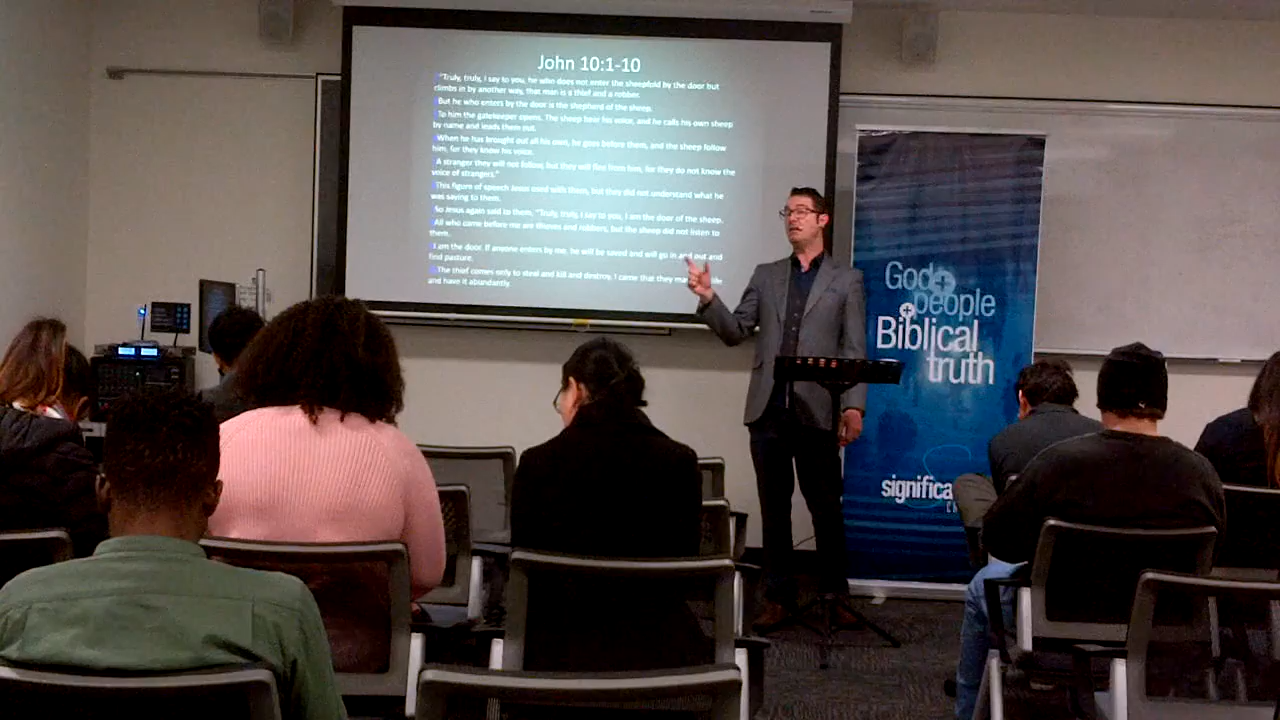 John 10:1-10
"Truly, truly, I say to you, he who does not enter the sheepfold by the door but
climbs in by another way, that man is a thief and a robber.
But he who enters by the door is the shepherd of the sheep.
To him the gatekeeper opens. The sheep hear his voice, and he calls his own sheep
by name and leads them out.
When he has brought out all his own, he goes before them, and the sheep follow
him, for they know his voice.
A stranger they will not follow, but they will flee from him, for they do not know the
voice of strangers."
This figure of speech Jesus used with them, but they did not understand what he
was saying to them.
So Jesus again said to them, "Truly, truly, I say to you, I am the door of the sheep.
All who came before me are thieves and robbers, but the sheep did not listen to
them.
I am the door. If anyone enters by me, he will be saved and will go in and out and
find pasture.
The thief comes only to steal and kill and destroy. I came that they
and have it abundantly.
God+
people
+
Biblical
truth
significa